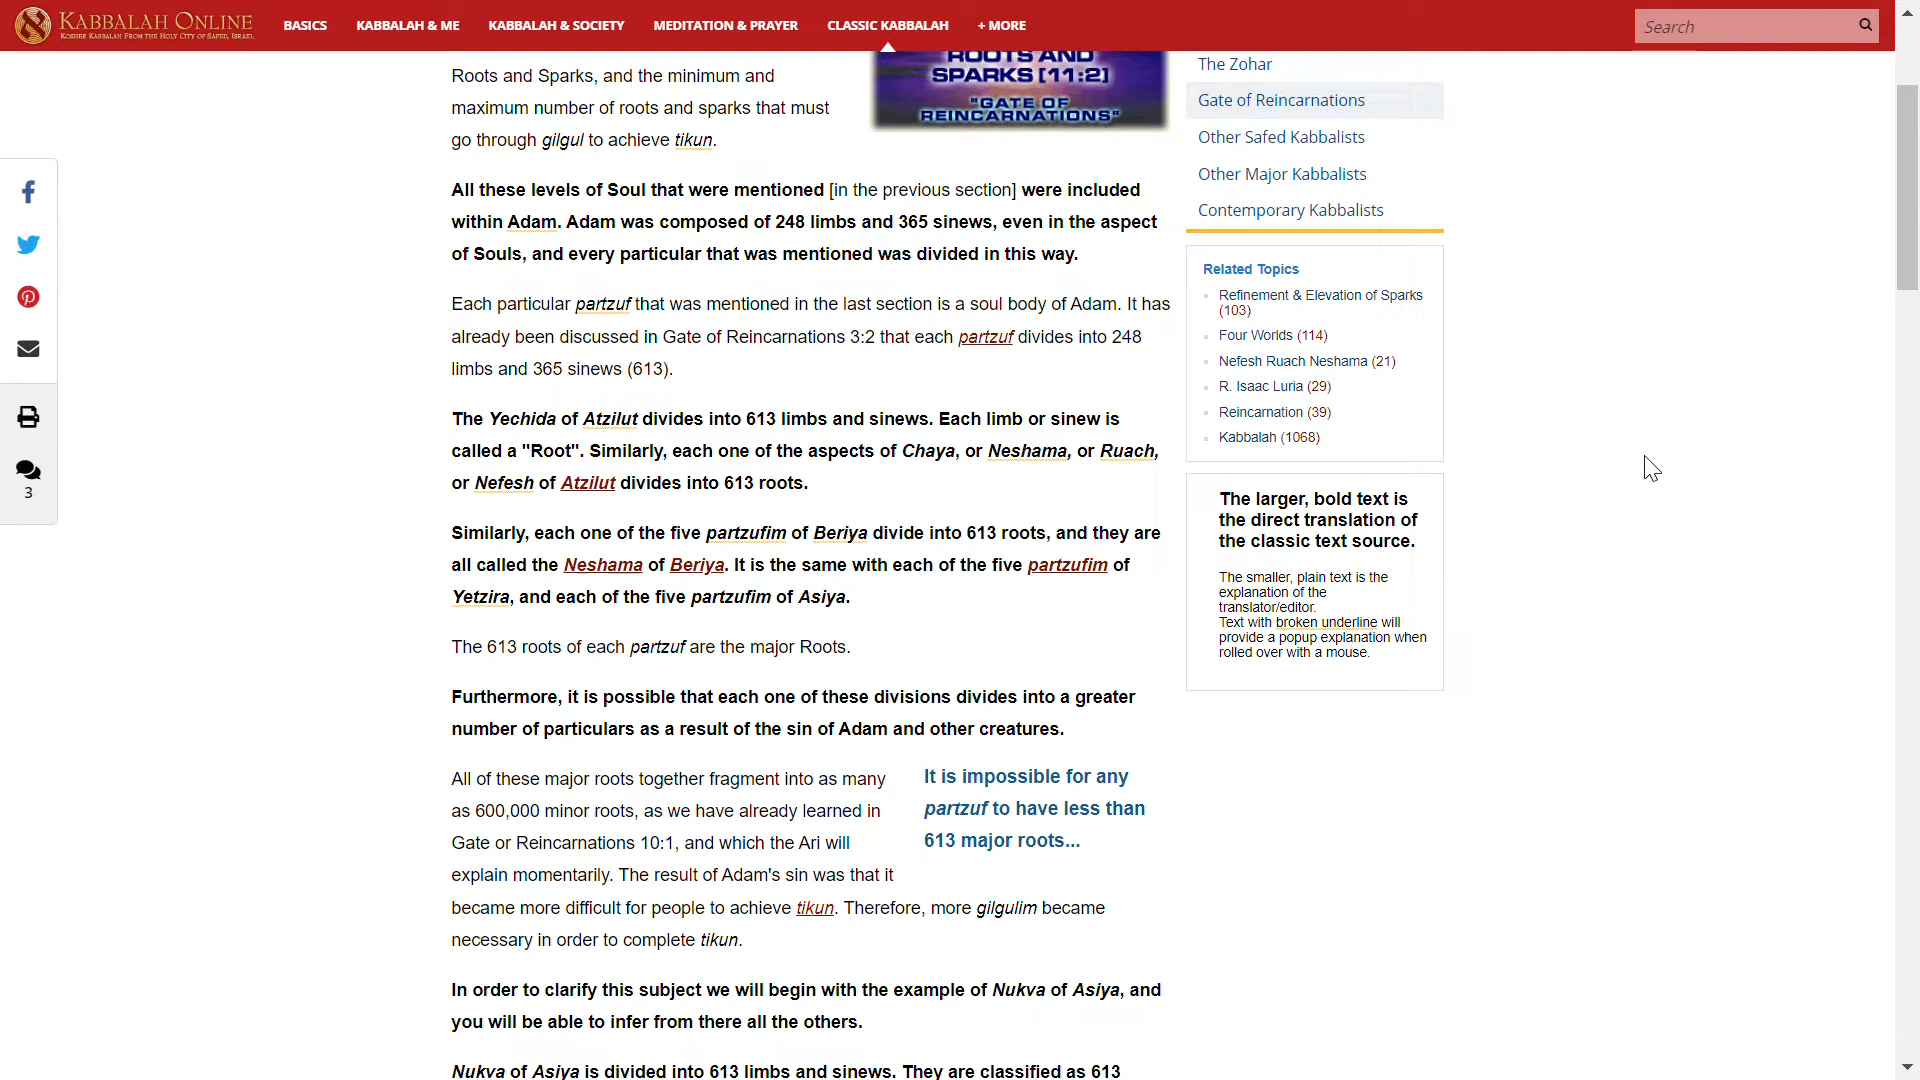 KABBALAH ONLINE
KOSHER KABBALAH FROM THE HOLY CITY OF SAFED, ISRAEL
BASICS
KABBALAH & ME
KABBALAH & SOCIETY
MEDITATION & PRAYER
CLASSIC KABBALAH
+ MORE
Search
Roots and Sparks, and the minimum and
maximum number of roots and sparks that must
go through gilgul to achieve tikun.
ROOTS AND
SPARKS [11:2]
"GATE OF
REINCARNATIONS"
All these levels of Soul that were mentioned [in the previous section] were included
within Adam. Adam was composed of 248 limbs and 365 sinews, even in the aspect
of Souls, and every particular that was mentioned was divided in this way.
Each particular partzuf that was mentioned in the last section is a soul body of Adam. It has
already been discussed in Gate of Reincarnations 3:2 that each partzuf divides into 248
limbs and 365 sinews (613).
The Yechida of Atzilut divides into 613 limbs and sinews. Each limb or sinew is
called a "Root". Similarly, each one of the aspects of Chaya, or Neshama, or Ruach,
or Nefesh of Atzilut divides into 613 roots.
Similarly, each one of the five partzufim of Beriya divide into 613 roots, and they are
all called the Neshama of Beriya. It is the same with each of the five partzufim of
Yetzira, and each of the five partzufim of Asiya.
The 613 roots of each partzuf are the major Roots.
Furthermore, it is possible that each one of these divisions divides into a greater
number of particulars as a result of the sin of Adam and other creatures.
All of these major roots together fragment into as many
as 600,000 minor roots, as we have already learned in
Gate or Reincarnations 10:1, and which the Ari will
explain momentarily. The result of Adam's sin was that it
became more difficult for people to achieve tikun. Therefore, more gilgulim became
necessary in order to complete tikun.
It is impossible for any
partzuf to have less than
613 major roots...
In order to clarify this subject we will begin with the example of Nukva of Asiya, and
you will be able to infer from there all the others.
Nukva of Asiya is divided into 613 limbs and sinews. They are classified as 613
The Zohar
Gate of Reincarnations
Other Safed Kabbalists
Other Major Kabbalists
Contemporary Kabbalists
Related Topics
Refinement & Elevation of Sparks
(103)
Four Worlds (114)
Nefesh Ruach Neshama (21)
R. Isaac Luria (29)
Reincarnation (39)
Kabbalah (1068)
The larger, bold text is
the direct translation of
the classic text source.
The smaller, plain text is the
explanation of the
translator/editor.
Text with broken underline will
provide a popup explanation when
rolled over with a mouse.
3